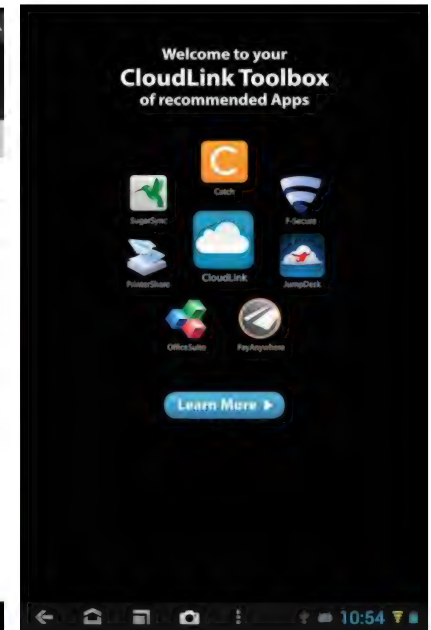 Welcome to your
CloudLink Toolbox
of recommended Apps
C
Catch
SugarSync
F-Secure
CloudLink
PrinterShare
JumpDesk
OfficeSuite
PayAnywhere
Learn More
10:54